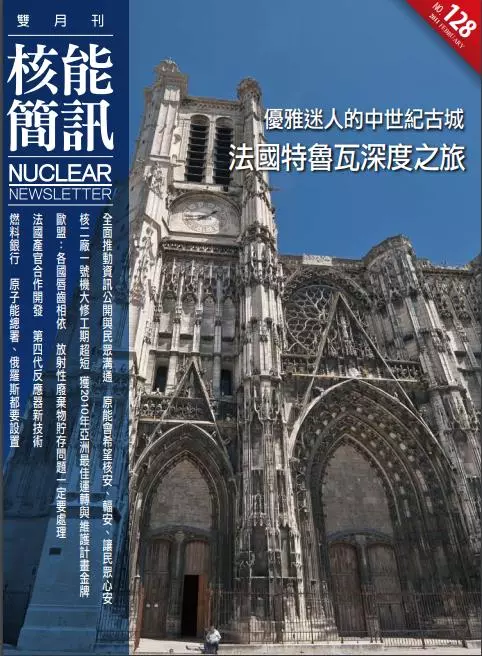 雙月刊
核能
簡訊
NUCLEAR
NEWSLETTER
NO. 128
2011 FEBRUARY
優雅迷人的中世紀古城
法國特魯瓦深度之旅
全面推動資訊公開與民眾溝通　原能會希望核安、輻安、讓民眾心安
核二廠一號機大修工期超短　獲2010年亞洲最佳運轉與維護計畫金牌
歐盟：各國唇齒相依　放射性廢棄物貯存問題一定要處理
法國產官合作開發　第四代反應器新技術
燃料銀行　原子能總署、俄羅斯都要設置